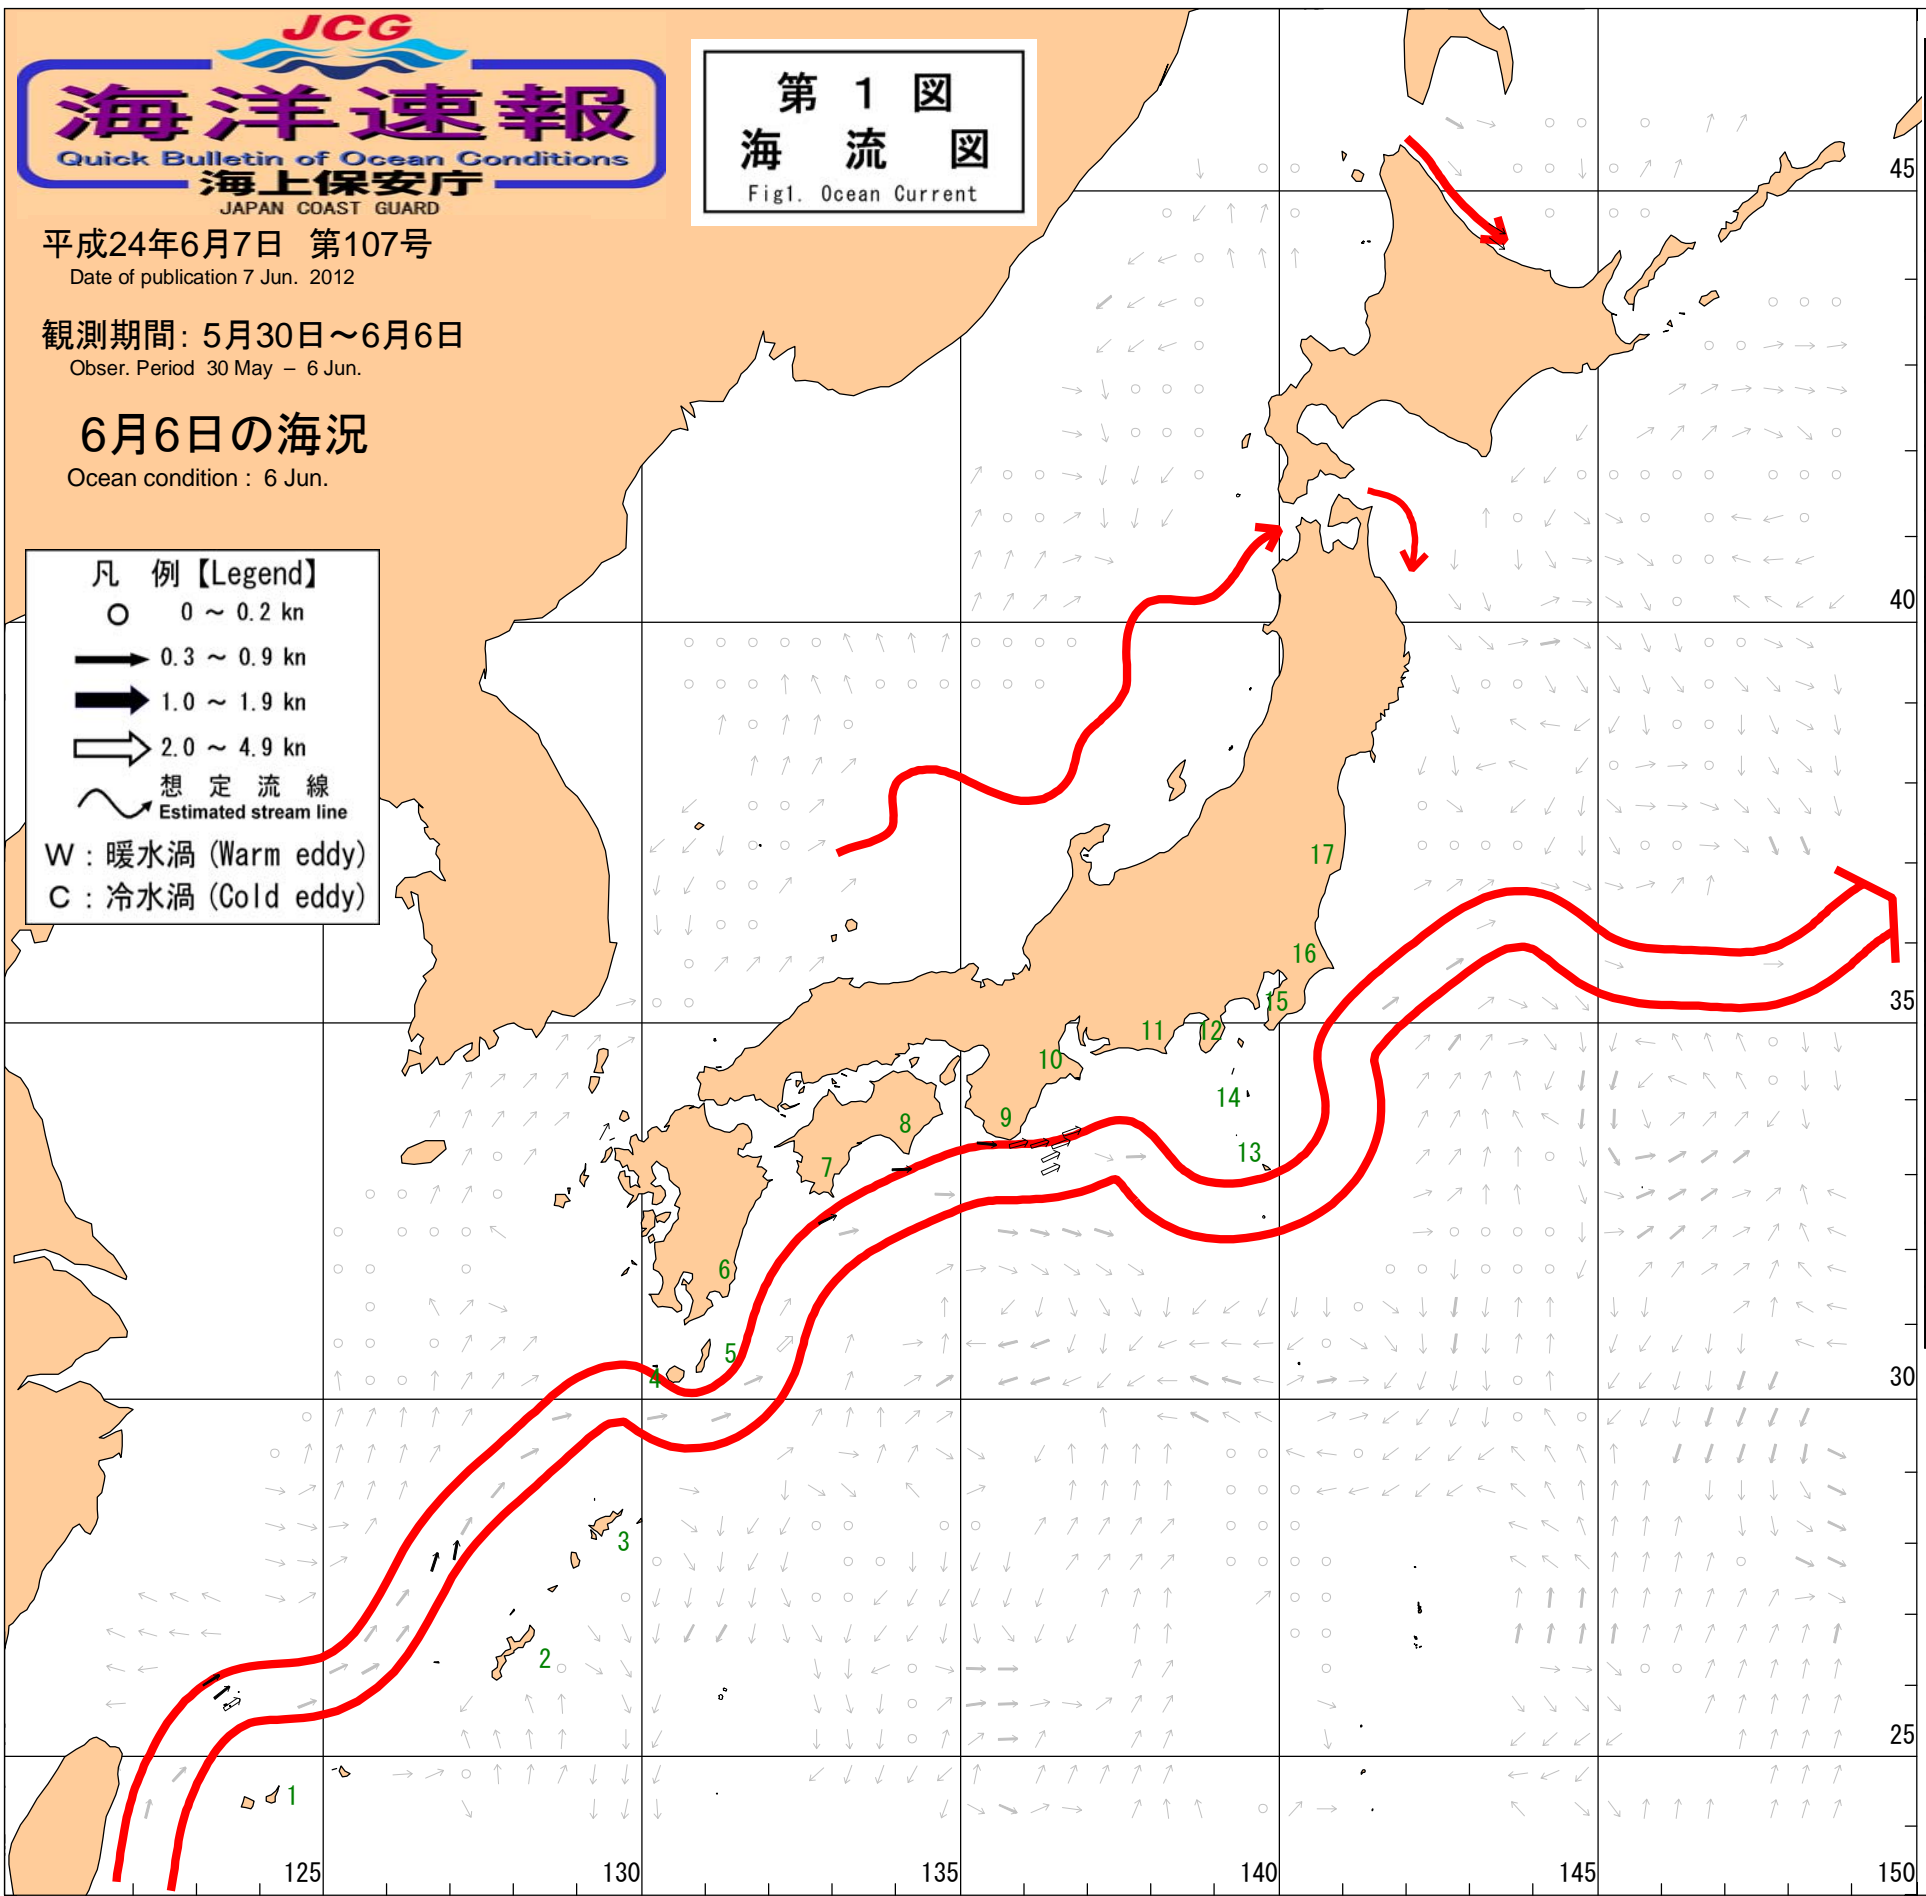 JCG
海洋速報
Quick Bulletin of Ocean Conditions
海上保安庁
JAPAN COAST GUARD
第 1 図
海 流 図
Fig1. Ocean Current
平成24年6月7日 第107号
Date of publication 7 Jun. 2012
観測期間: 5月30日～6月6日
Obser. Period 30 May – 6 Jun.
6月6日の海況
Ocean condition : 6 Jun.
凡 例【Legend】
0 ～ 0.2 kn
0.3 ～ 0.9 kn
1.0 ～ 1.9 kn
2.0 ～ 4.9 kn
想 定 流 線
Estimated stream line
W : 暖水渦 (Warm eddy)
C : 冷水渦 (Cold eddy)
45
40
17
16
35
15
12
11
10
14
9
8
13
7
6
5
4
30
3
2
25
1
125
130
135
140
145
150